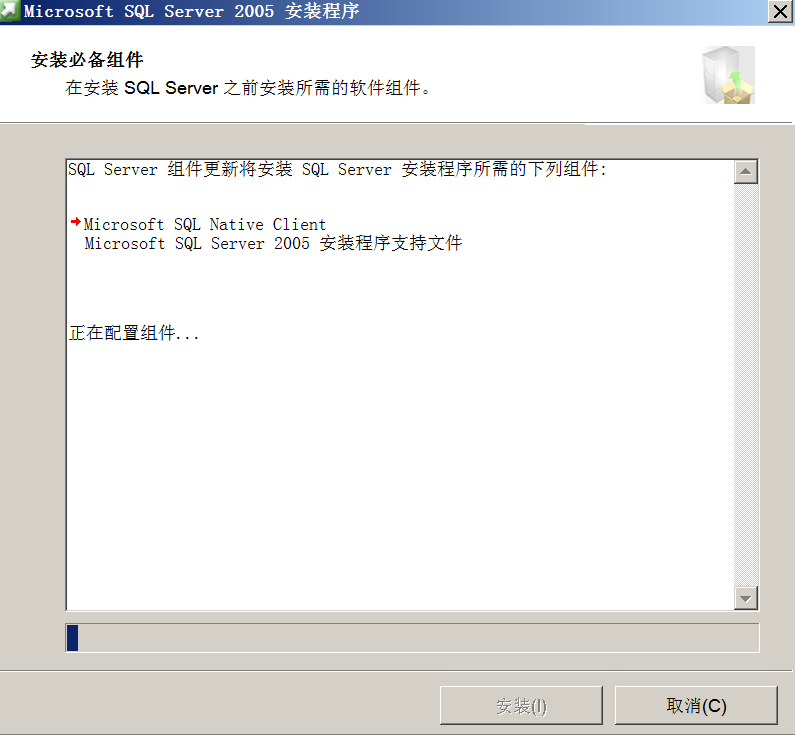 Microsoft SQL Server 2005 安装程序
安装必备组件
在安装 SQL Server 之前安装所需的软件组件。
SQL Server 组件更新将安装 SQL Server 安装程序所需的下列组件:
Microsoft SQL Native Client
Microsoft SQL Server 2005 安装程序支持文件
正在配置组件...
安装(I)
取消(C)